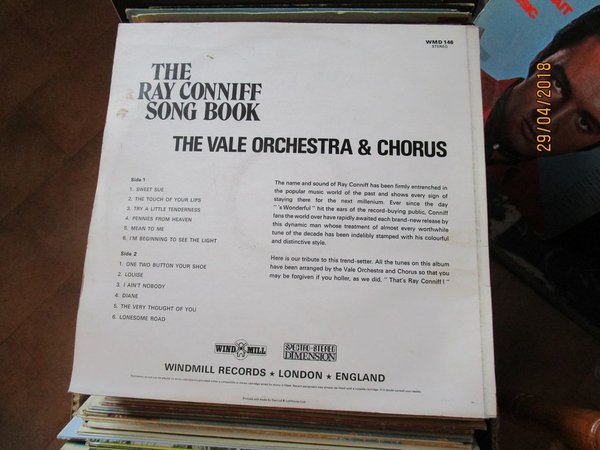 WMD 146
STEREO
THE
RAY CONNIFF
SONG BOOK
THE VALE ORCHESTRA & CHORUS
Side 1
1. SWEET SUE
2. THE TOUCH OF YOUR LIPS
3. TRY A LITTLE TENDERNESS
4. PENNIES FROM HEAVEN
5. MEAN TO ME
6. I'M BEGINNING TO SEE THE LIGHT
Side 2
1. ONE TWO BUTTON YOUR SHOE
2. LOUISE
3. I AIN'T NOBODY
4. DIANE
5. THE VERY THOUGHT OF YOU
6. LONESOME ROAD
The name and sound of Ray Conniff has been firmly entrenched in
the popular music world of the past and shows every sign of
staying there for the next millenium. Ever since the day
"'s Wonderful" hit the ears of the record-buying public, Conniff
fans the world over have rapidly awaited each brand-new release by
this dynamic man whose treatment of almost every worthwhile
tune of the decade has been indelibly stamped with his colourful
and distinctive style.
Here is our tribute to this trend-setter. All the tunes on this album
have been arranged by the Vale Orchestra and Chorus so that you
may be forgiven if you holler, as we did. "That's Ray Conniff!"
WIND MILL
SPECTRO-STEREO
DIMENSION
WINDMILL RECORDS ★ LONDON ★ ENGLAND
MUSIC
29/04/2018